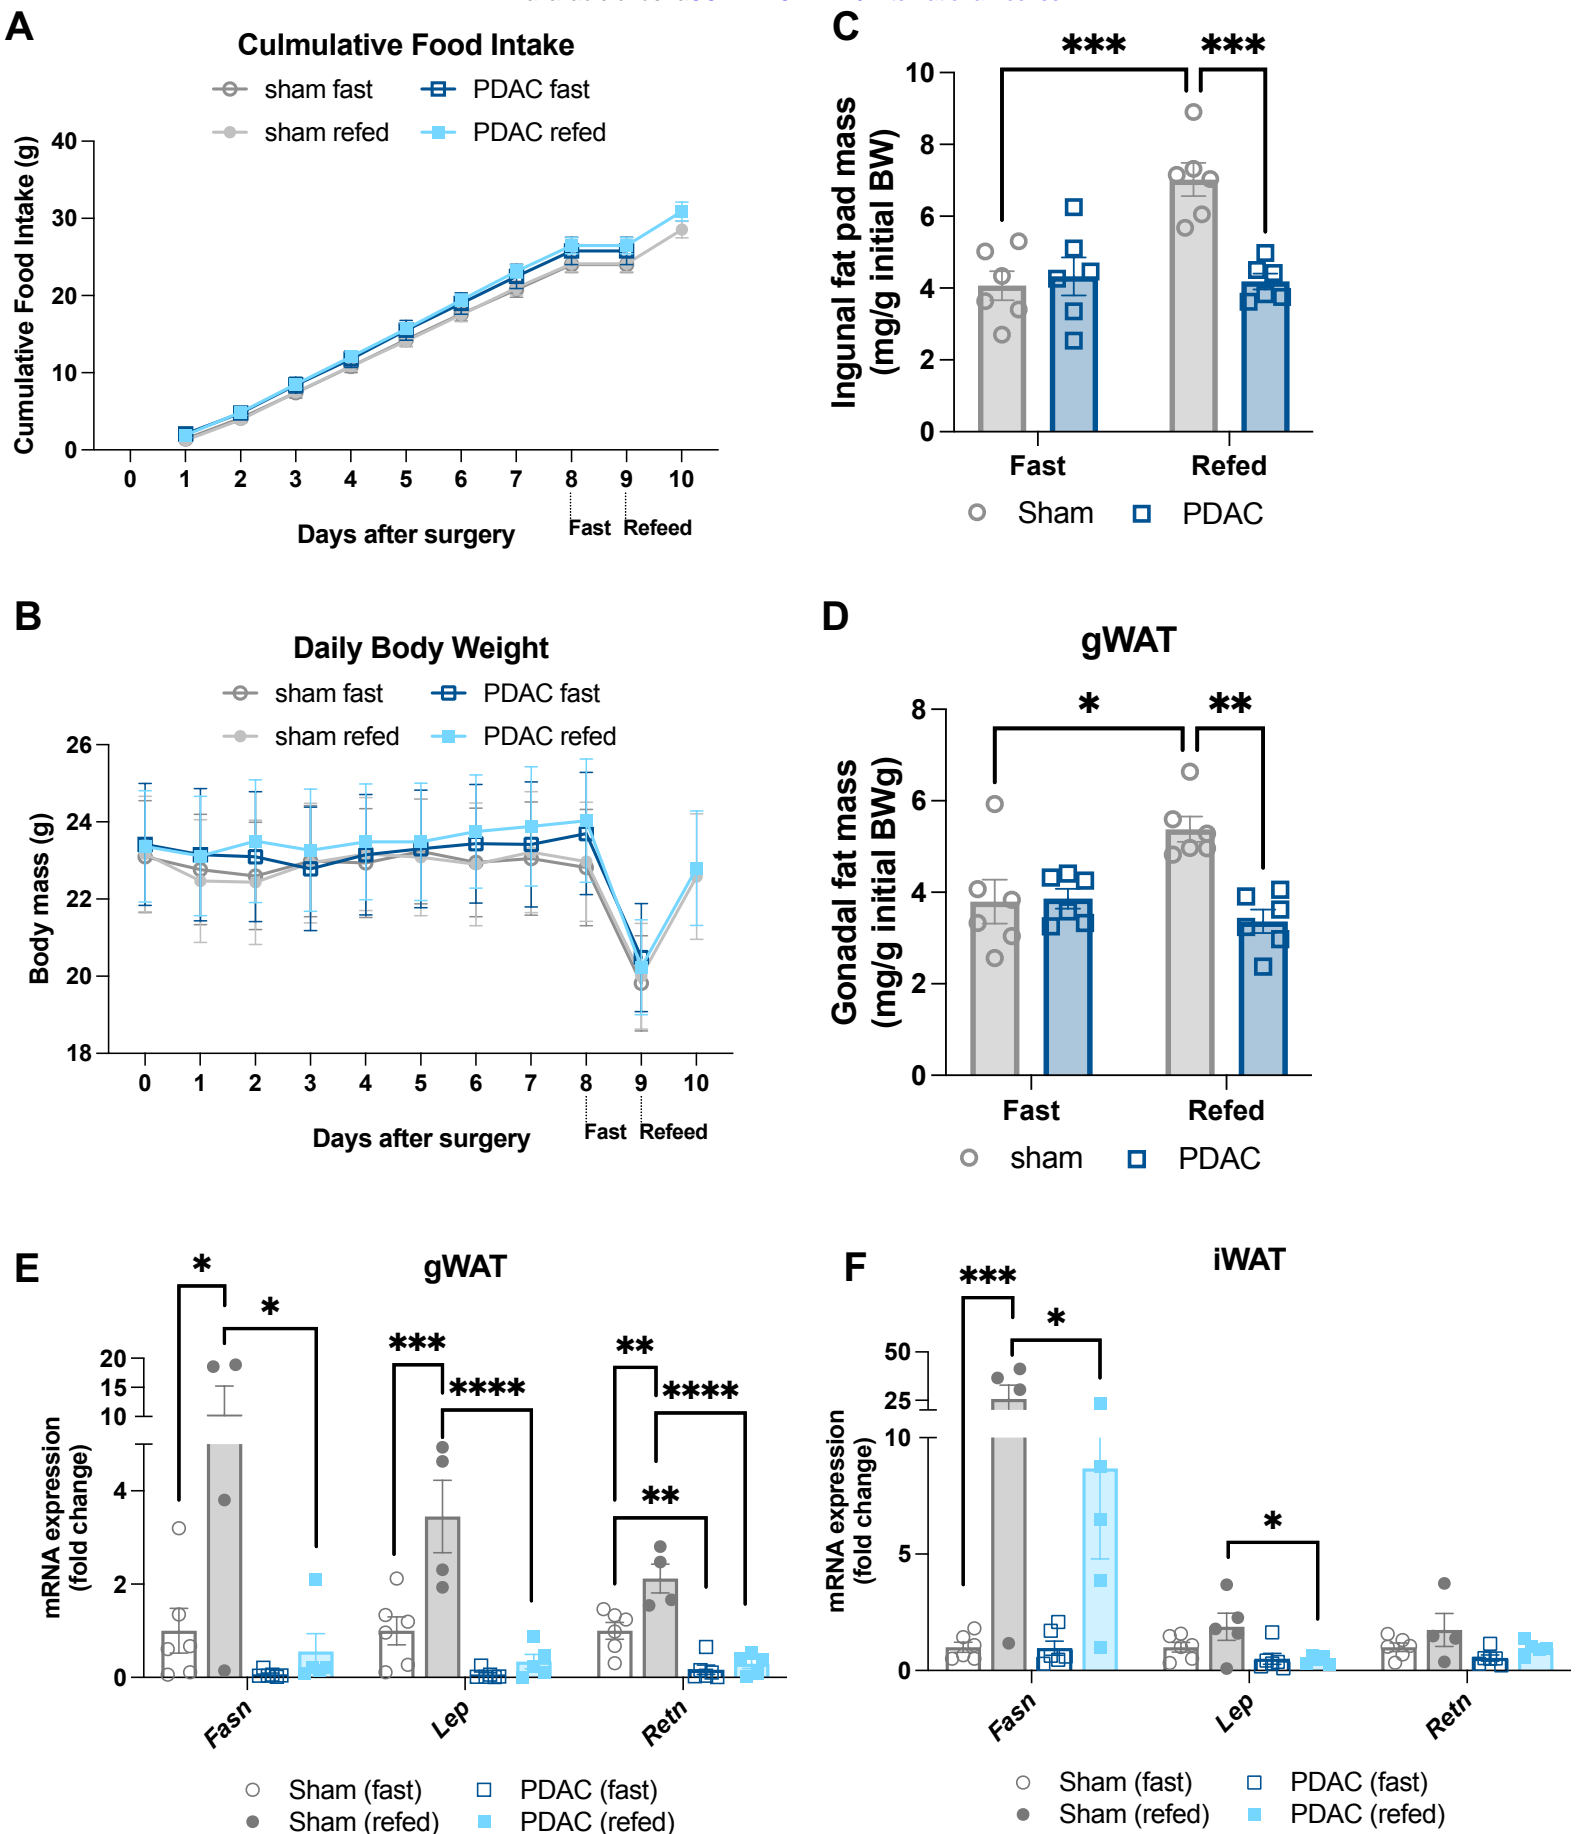 A
Culmulative Food Intake
sham fast
PDAC fast
sham refed
PDAC refed
Cumulative Food Intake (g)
40
30
20
10
0
0 1 2 3 4 5 6 7 8 9 10
Days after surgery
Fast Refeed
B
Daily Body Weight
sham fast
PDAC fast
sham refed
PDAC refed
Body mass (g)
26
24
22
20
18
0 1 2 3 4 5 6 7 8 9 10
Days after surgery
Fast Refeed
C
*** ***
Ingunal fat pad mass
(mg/g initial BW)
10
8
6
4
2
0
Fast Refed
Sham PDAC
D
gWAT
* **
Gonadal fat mass
(mg/g initial BWg)
8
6
4
2
0
Fast Refed
sham PDAC
E
gWAT
*
*
***
****
**
****
**
mRNA expression
(fold change)
20
15
10
4
2
0
Fasn Lep Retn
Sham (fast) PDAC (fast)
Sham (refed) PDAC (refed)
F
iWAT
***
*
*
mRNA expression
(fold change)
50
25
10
5
0
Fasn Lep Retn
Sham (fast) PDAC (fast)
Sham (refed) PDAC (refed)